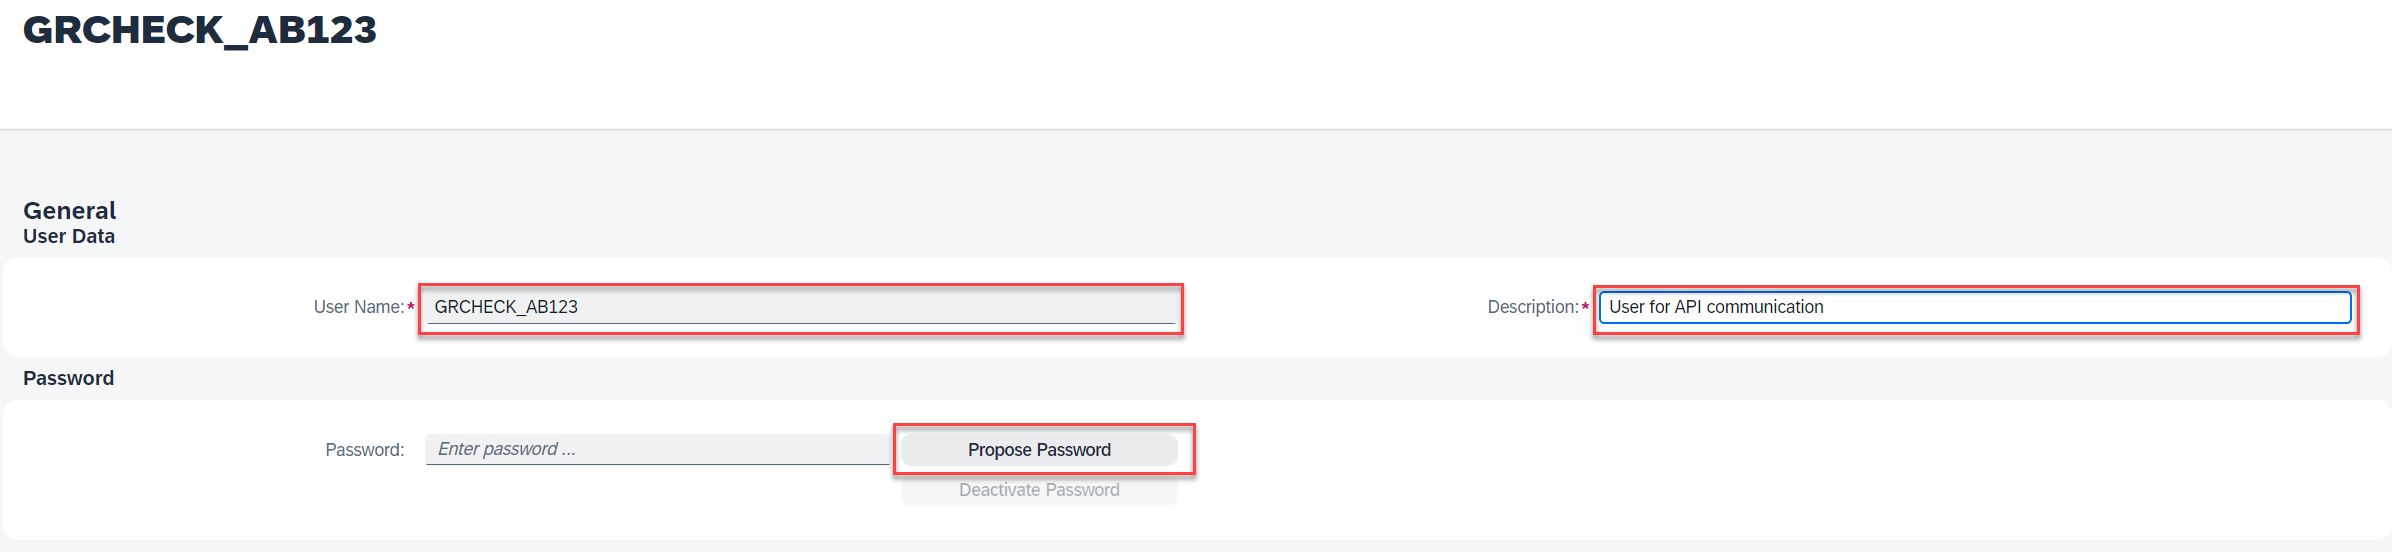 GRCHECK_AB123
General
User Data
User Name:* GRCHECK_AB123 Description:* User for API communication
Password
Password: Enter password ... Propose Password
Deactivate Password